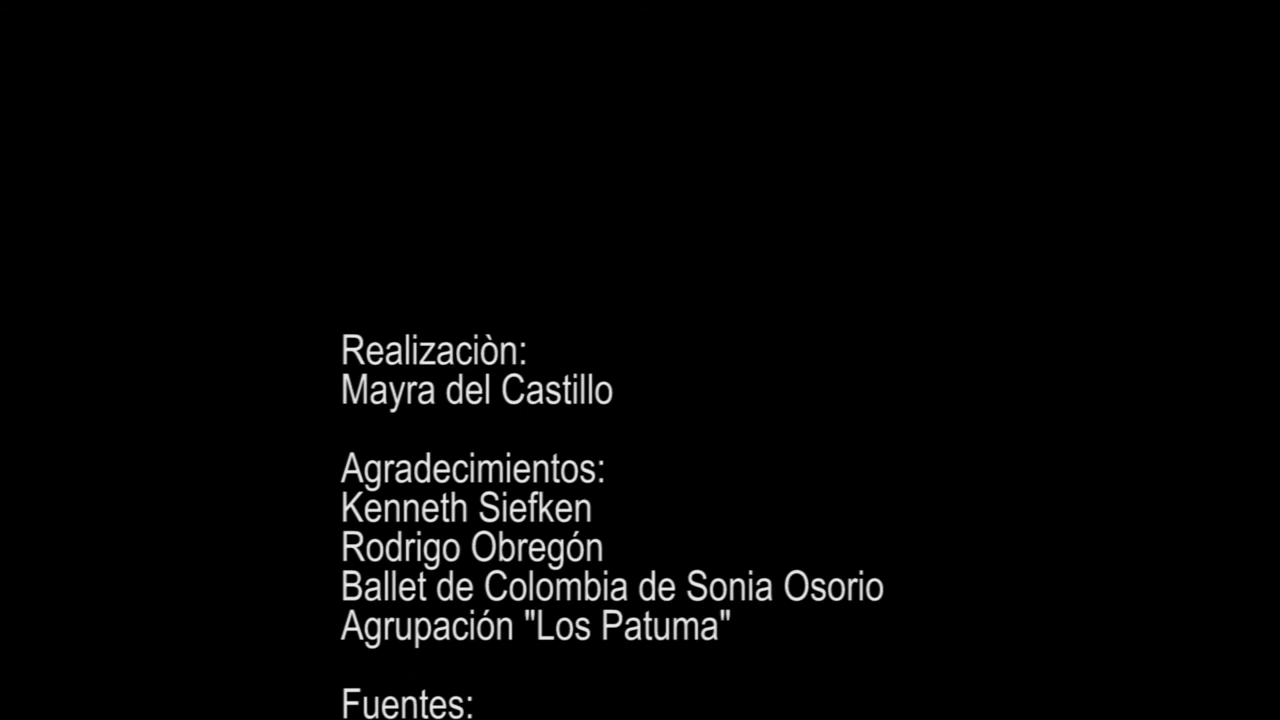 Realizaciòn:
Mayra del Castillo
Agradecimientos:
Kenneth Siefken
Rodrigo Obregón
Ballet de Colombia de Sonia Osorio
Agrupación "Los Patuma"
Fuentes: